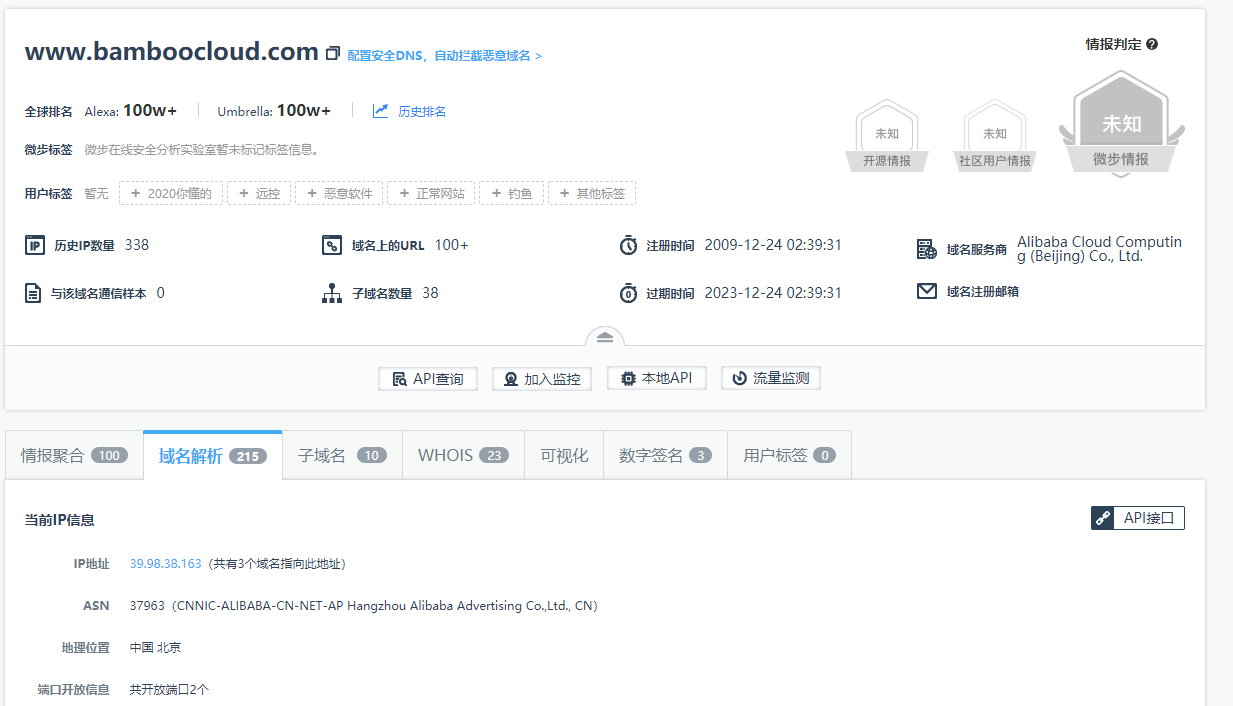 www.bamboocloud.com 配置安全DNS，自动拦截恶意域名 >
情报判定 ?
全球排名 Alexa: 100w+ Umbrella: 100w+ 历史排名
微步标签 微步在线安全分析实验室暂未标记标签信息。
未知 开源情报
未知 社区用户情报
未知 微步情报
用户标签 暂无 + 2020你懂的 + 远控 + 恶意软件 + 正常网站 + 钓鱼 + 其他标签
IP 历史IP数量 338 域名上的URL 100+ 注册时间 2009-12-24 02:39:31 域名服务商 Alibaba Cloud Computin
g (Beijing) Co., Ltd.
与该域名通信样本 0 子域名数量 38 过期时间 2023-12-24 02:39:31 域名注册邮箱
API查询 加入监控 本地API 流量监测
情报聚合 100 域名解析 215 子域名 10 WHOIS 23 可视化 数字签名 3 用户标签 0
当前IP信息 API接口
IP地址 39.98.38.163 (共有3个域名指向此地址)
ASN 37963（CNNIC-ALIBABA-CN-NET-AP Hangzhou Alibaba Advertising Co.,Ltd., CN）
地理位置 中国 北京
端口开放信息 共开放端口2个